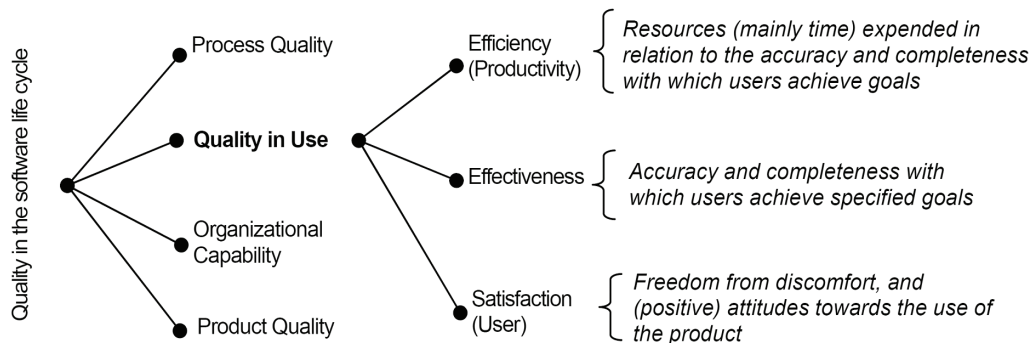 Quality in the software life cycle
Process Quality
Quality in Use
Organizational
Capability
Product Quality
Efficiency
(Productivity)
Resources (mainly time) expended in
relation to the accuracy and completeness
with which users achieve goals
Effectiveness
Accuracy and completeness with
which users achieve specified goals
Satisfaction
(User)
Freedom from discomfort, and
(positive) attitudes towards the use of
the product